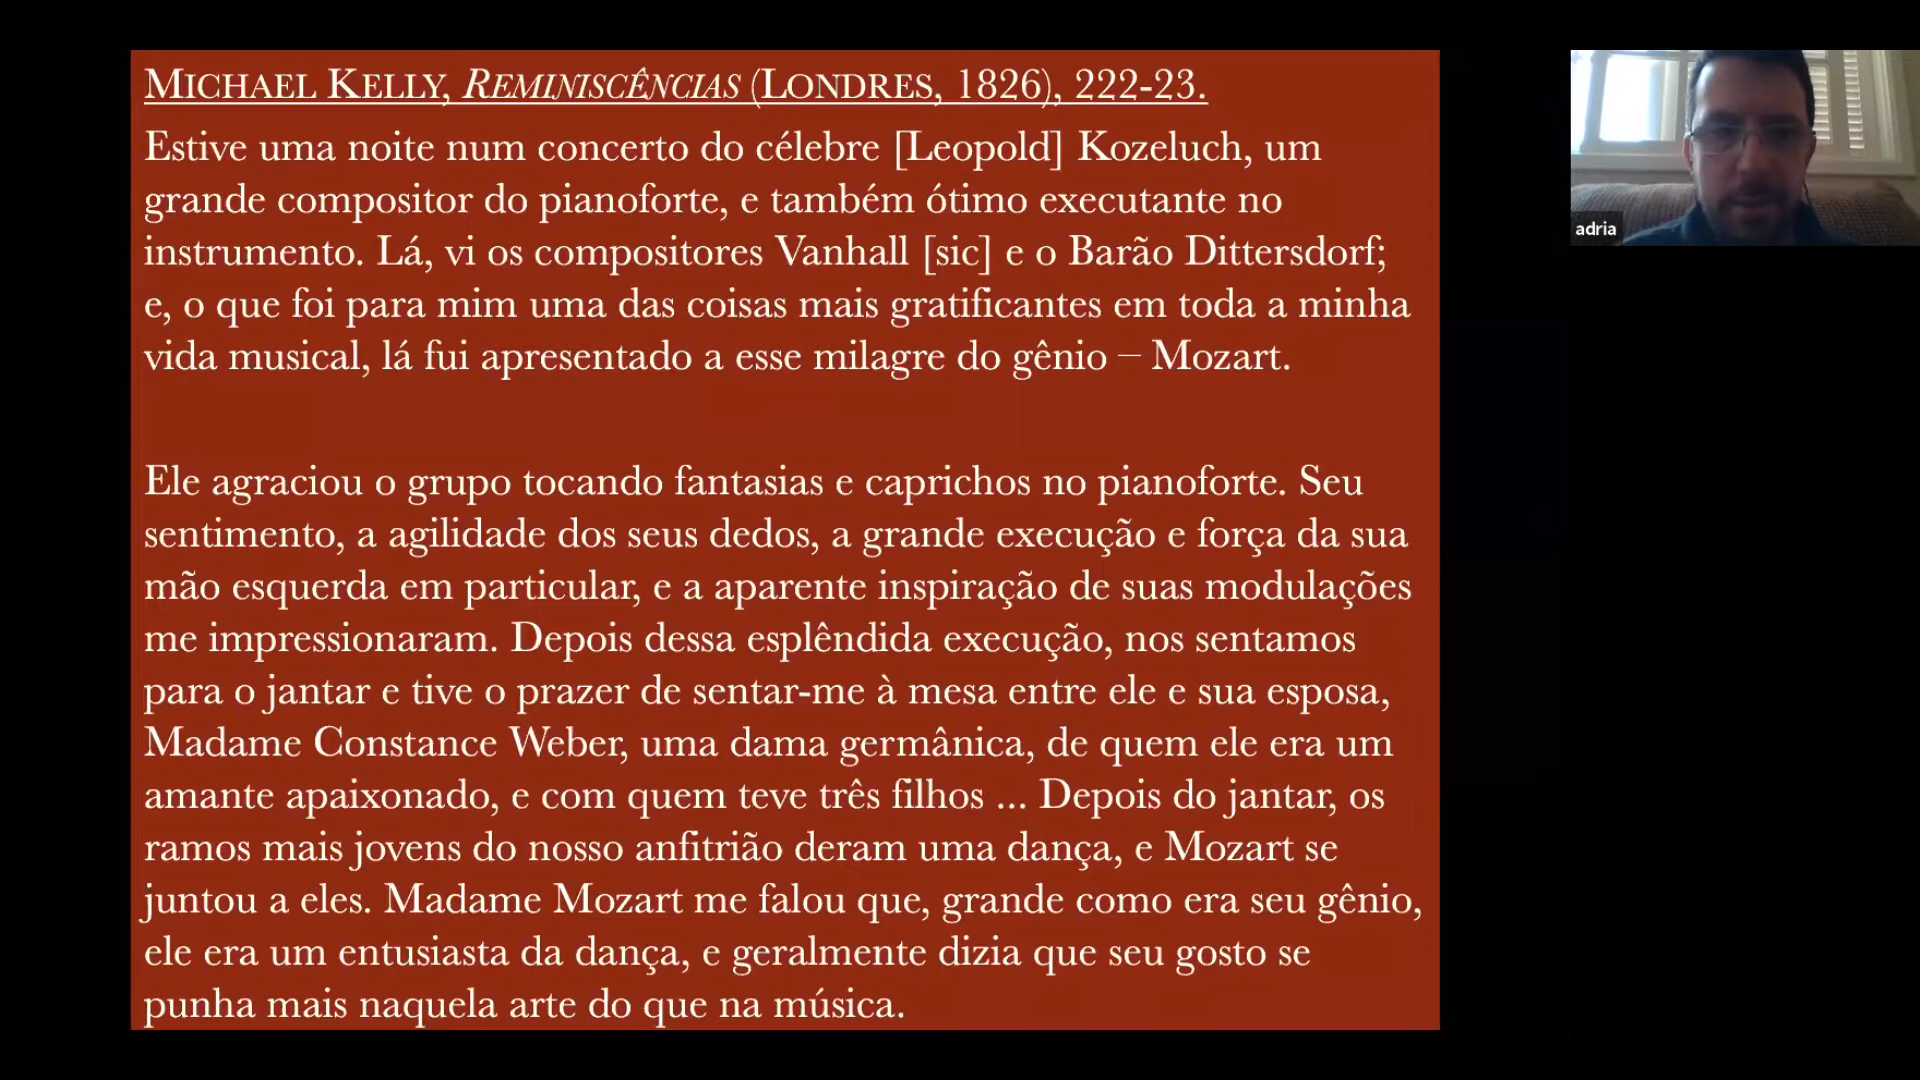 MICHAEL KELLY, REMINISCÊNCIAS (LONDRES, 1826), 222-23.
Estive uma noite num concerto do célebre [Leopold] Kozeluch, um
grande compositor do pianoforte, e também ótimo executante no
instrumento. Lá, vi os compositores Vanhall [sic] e o Barão Dittersdorf;
e, o que foi para mim uma das coisas mais gratificantes em toda a minha
vida musical, lá fui apresentado a esse milagre do gênio – Mozart.
Ele agraciou o grupo tocando fantasias e caprichos no pianoforte. Seu
sentimento, a agilidade dos seus dedos, a grande execução e força da sua
mão esquerda em particular, e a aparente inspiração de suas modulações
me impressionaram. Depois dessa esplêndida execução, nos sentamos
para o jantar e tive o prazer de sentar-me à mesa entre ele e sua esposa,
Madame Constance Weber, uma dama germânica, de quem ele era um
amante apaixonado, e com quem teve três filhos ... Depois do jantar, os
ramos mais jovens do nosso anfitrião deram uma dança, e Mozart se
juntou a eles. Madame Mozart me falou que, grande como era seu gênio,
ele era um entusiasta da dança, e geralmente dizia que seu gosto se
punha mais naquela arte do que na música.
adria